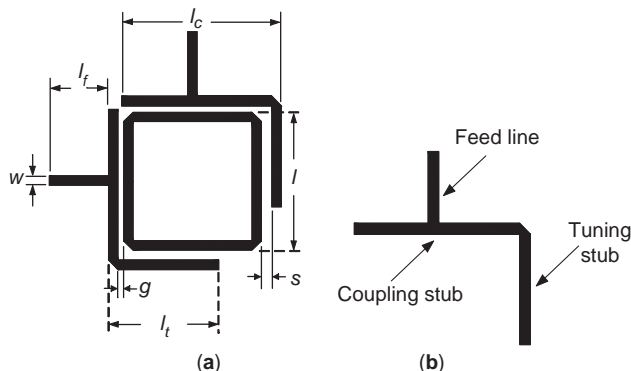 l_c
l_f
w
l
g
s
l_t
(a)
Feed line
Tuning
stub
Coupling stub
(b)